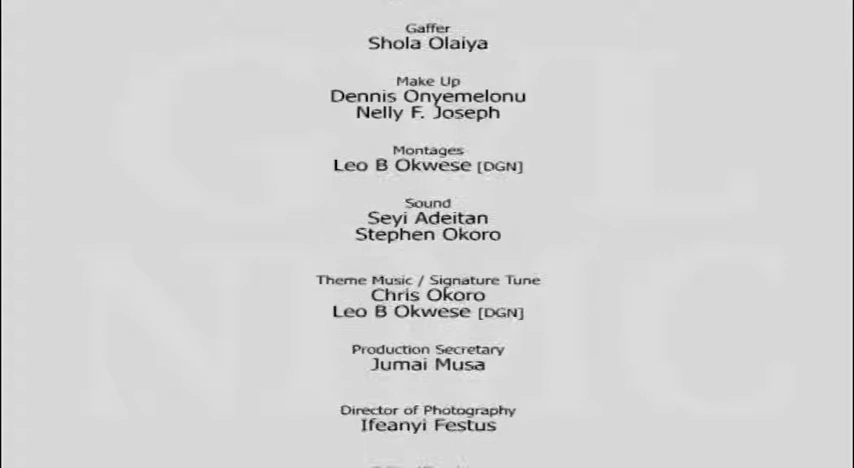 Gaffer
Shola Olaiya
Make Up
Dennis Onyemelonu
Nelly F. Joseph
Montages
Leo B Okwese [DGN]
Sound
Seyi Adeitan
Stephen Okoro
Theme Music / Signature Tune
Chris Okoro
Leo B Okwese [DGN]
Production Secretary
Jumai Musa
Director of Photography
Ifeanyi Festus